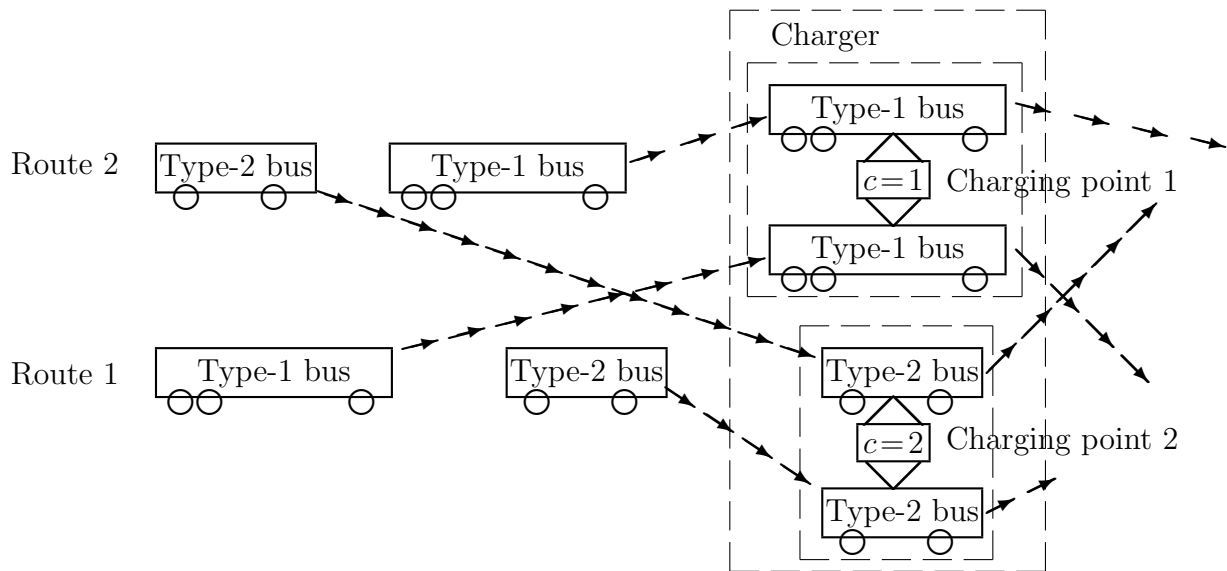 Charger
Type-1 bus
Route 2
Type-2 bus
Type-1 bus
c=1
Charging point 1
Type-1 bus
Route 1
Type-1 bus
Type-2 bus
Type-2 bus
c=2
Charging point 2
Type-2 bus